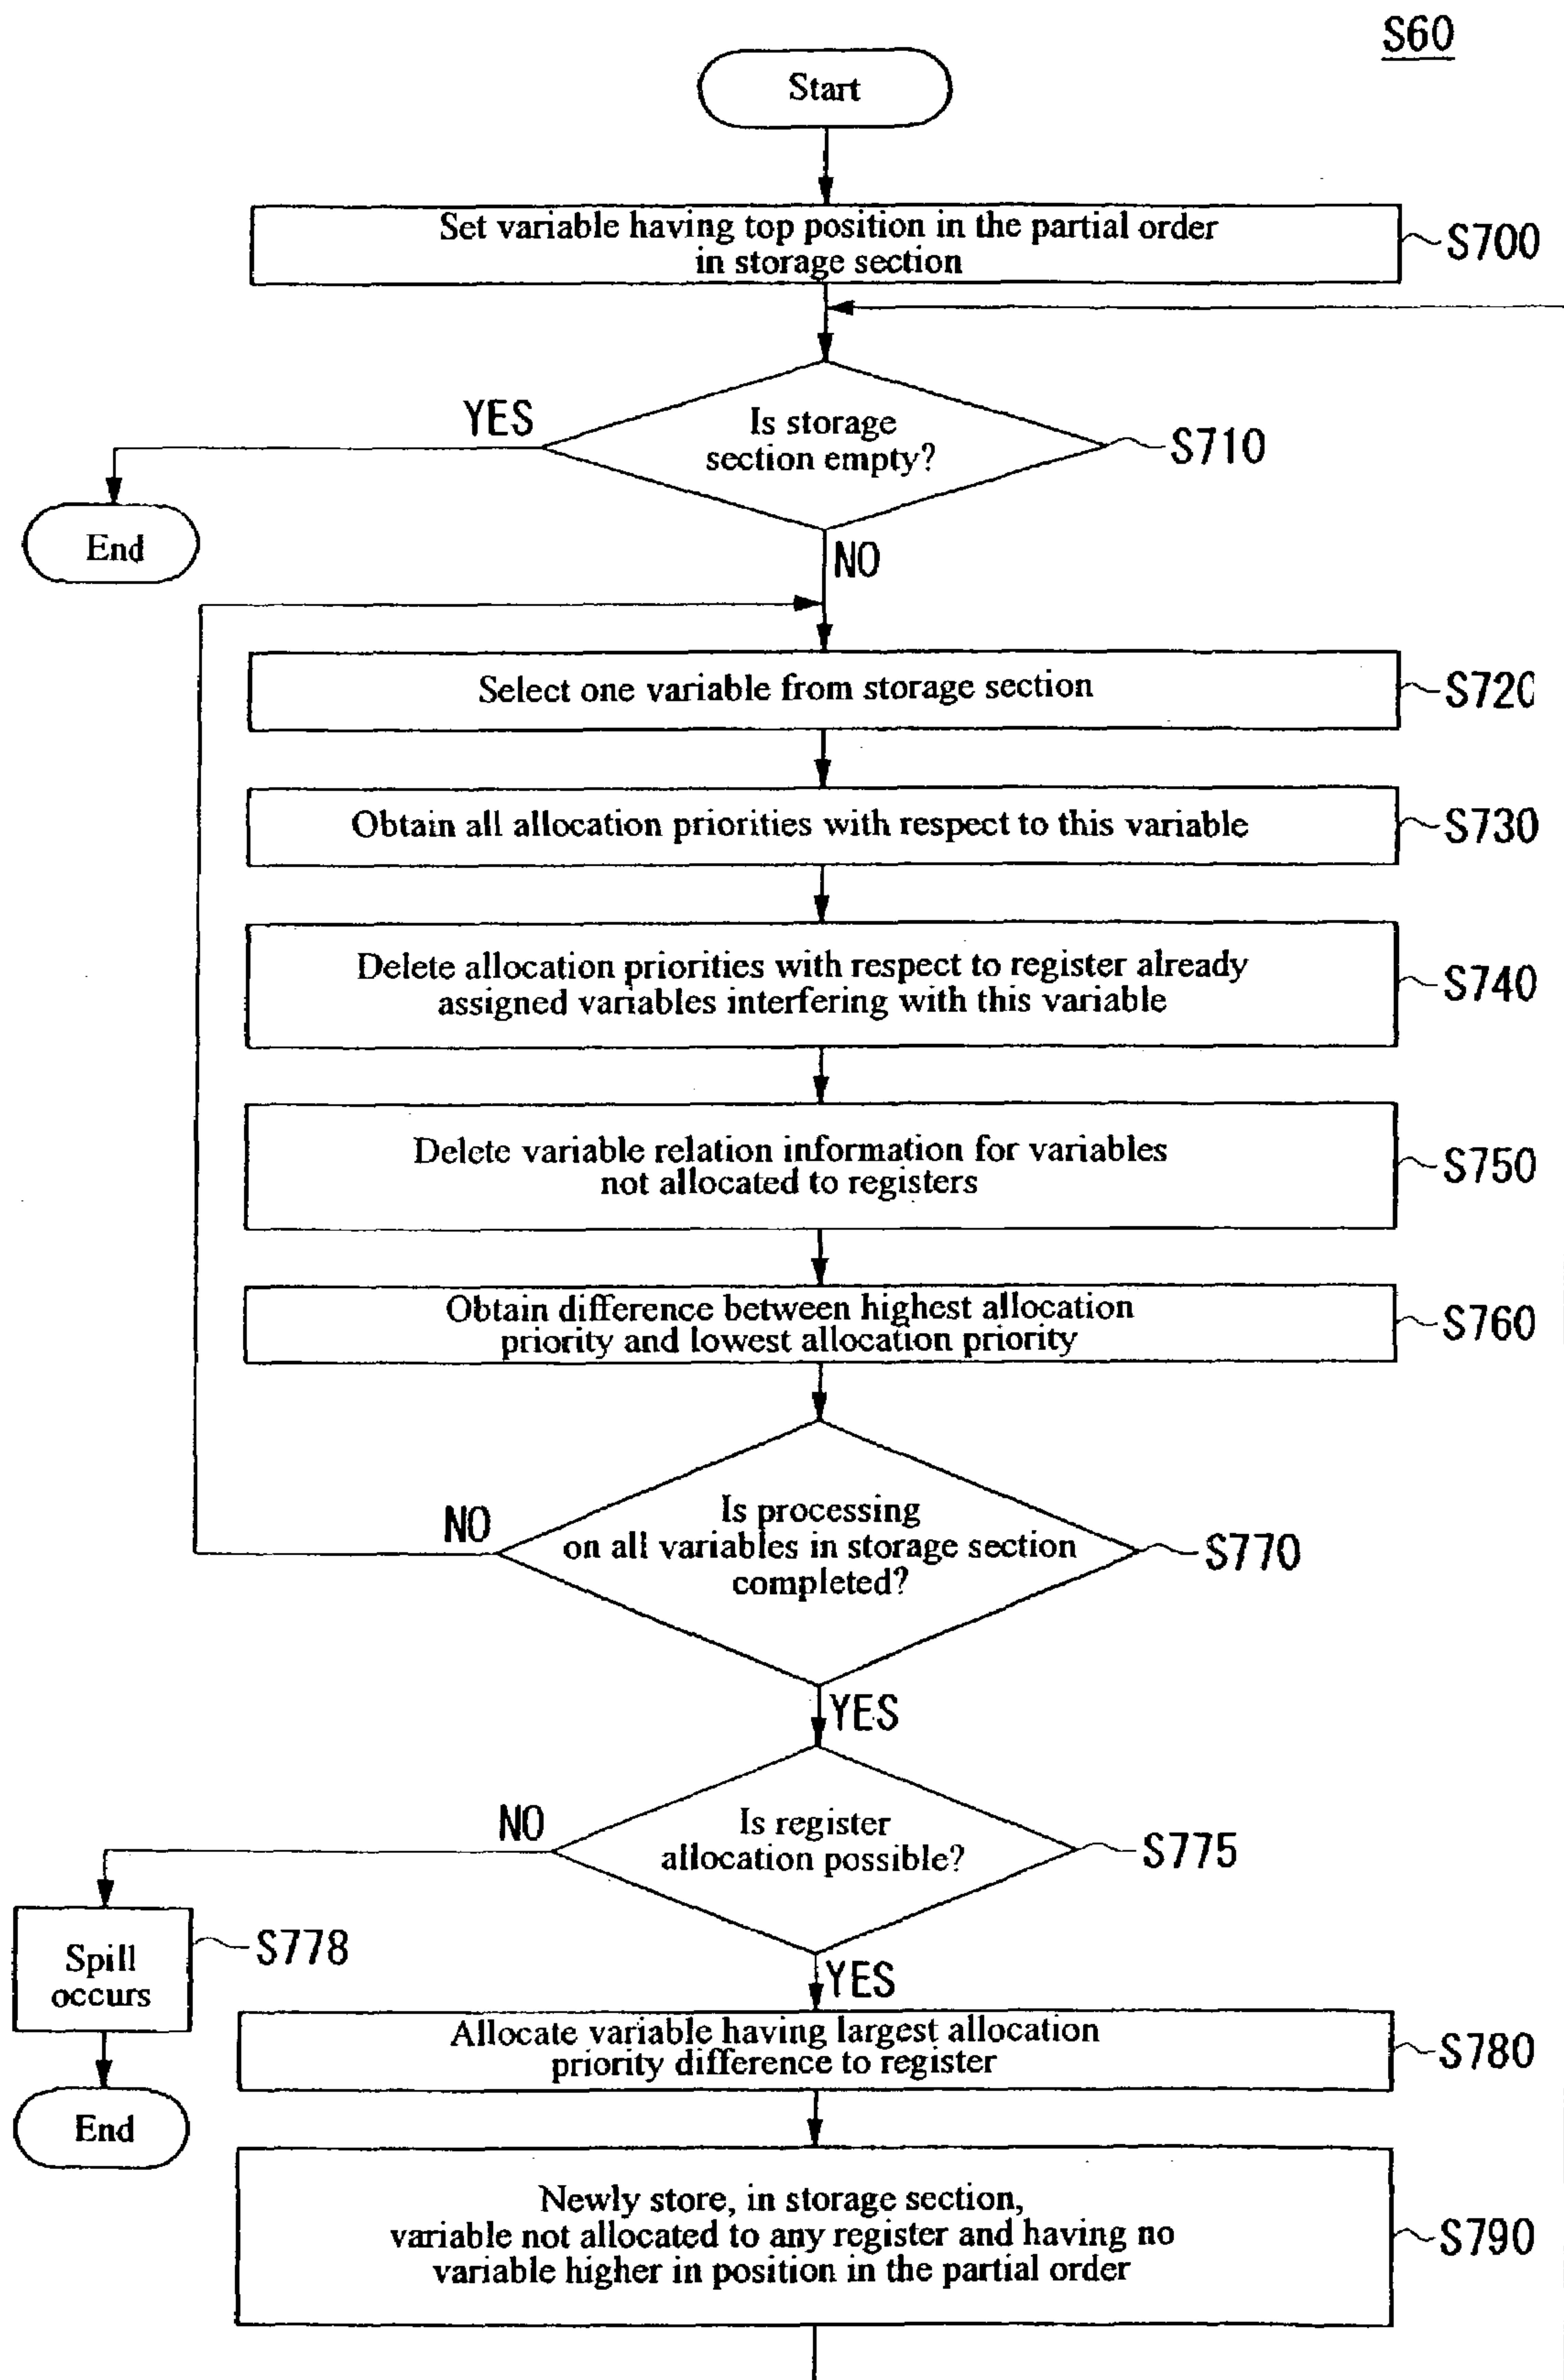 S60
Start
Set variable having top position in the partial order
in storage section
S700
YES
Is storage
section empty?
S710
End
NO
Select one variable from storage section
S720
Obtain all allocation priorities with respect to this variable
S730
Delete allocation priorities with respect to register already
assigned variables interfering with this variable
S740
Delete variable relation information for variables
not allocated to registers
S750
Obtain difference between highest allocation
priority and lowest allocation priority
S760
NO
Is processing
on all variables in storage section
completed?
S770
YES
NO
Is register
allocation possible?
S775
Spill
occurs
S778
YES
Allocate variable having largest allocation
priority difference to register
S780
End
Newly store, in storage section,
variable not allocated to any register and having no
variable higher in position in the partial order
S790